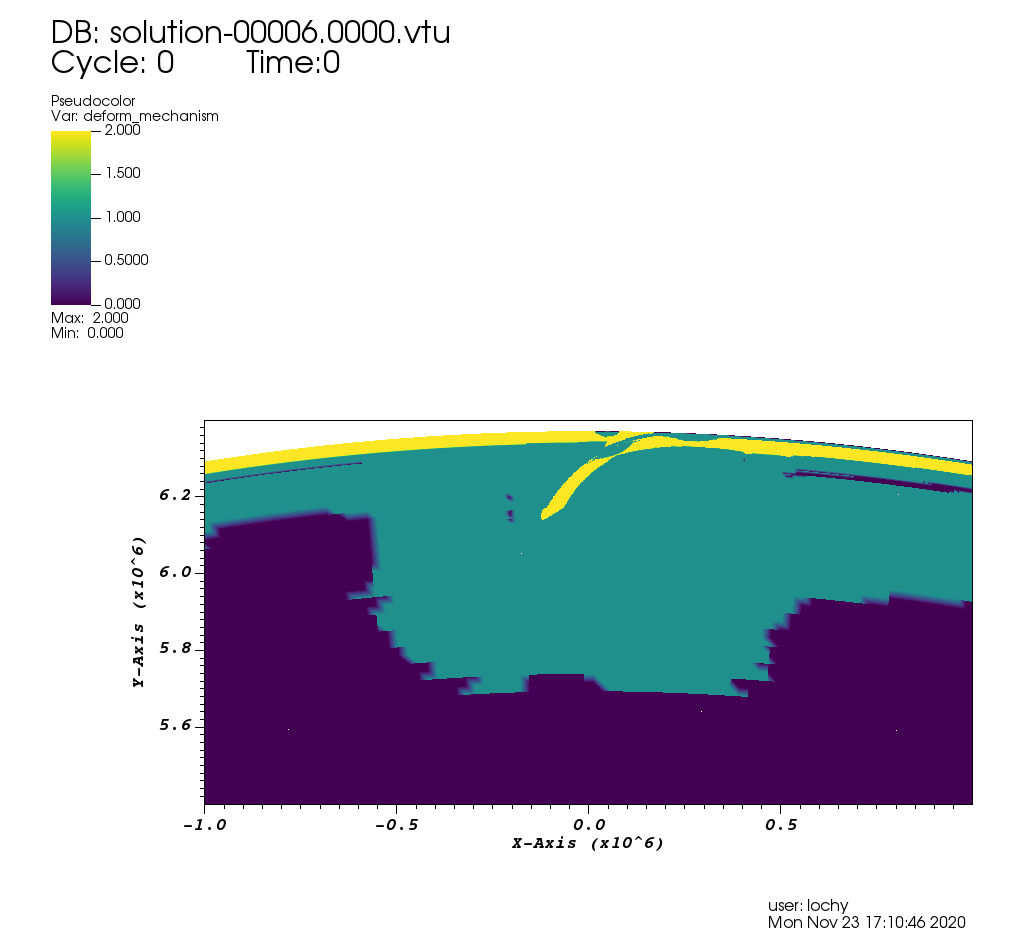 DB: solution-00006.0000.vtu
Cycle: 0 Time:0
Pseudocolor
Var: deform_mechanism
2.000
1.500
1.000
0.5000
0.000
Max: 2.000
Min: 0.000
6.2
6.0
5.8
5.6
Y-Axis (x10^6)
-1.0 -0.5 0.0 0.5
X-Axis (x10^6)
user: lochy
Mon Nov 23 17:10:46 2020